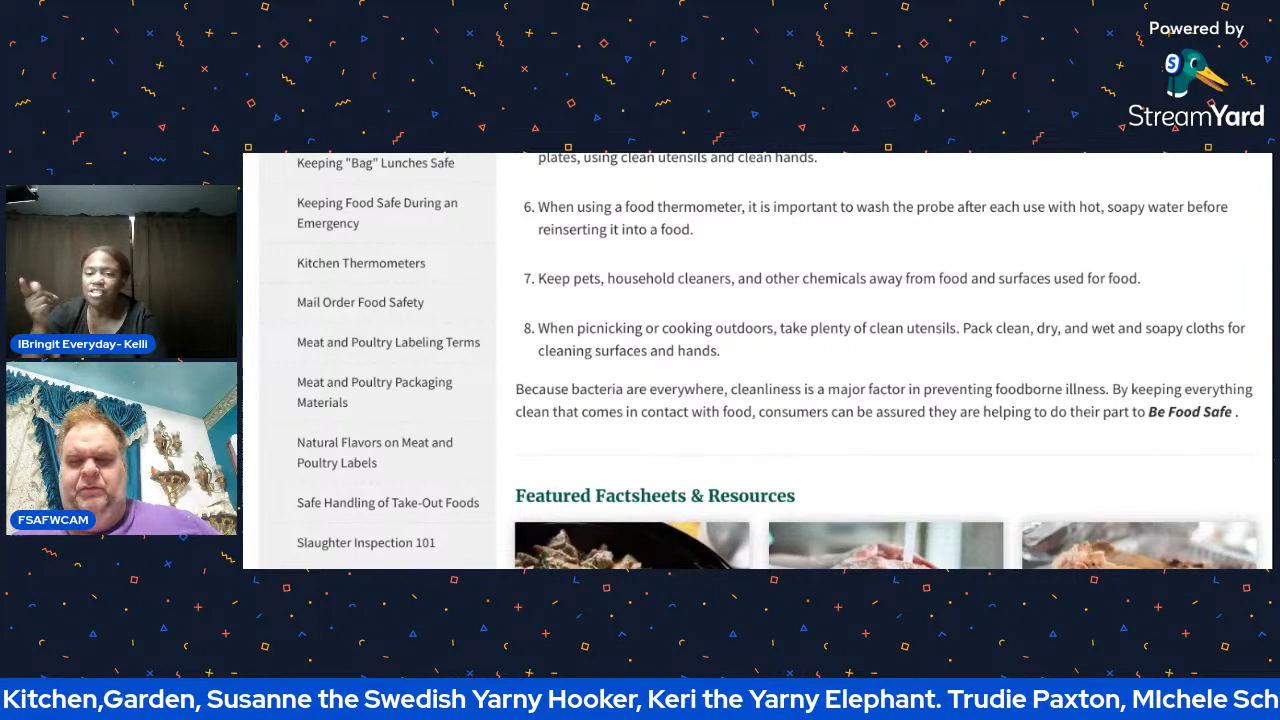 Powered by
StreamYard
Keeping "Bag" Lunches Safe
Keeping Food Safe During an
Emergency
Kitchen Thermometers
Mail Order Food Safety
Meat and Poultry Labeling Terms
Meat and Poultry Packaging
Materials
Natural Flavors on Meat and
Poultry Labels
Safe Handling of Take-Out Foods
Slaughter Inspection 101
plates, using clean utensils and clean hands.
6. When using a food thermometer, it is important to wash the probe after each use with hot, soapy water before
reinserting it into a food.
7. Keep pets, household cleaners, and other chemicals away from food and surfaces used for food.
8. When picnicking or cooking outdoors, take plenty of clean utensils. Pack clean, dry, and wet and soapy cloths for
cleaning surfaces and hands.
Because bacteria are everywhere, cleanliness is a major factor in preventing foodborne illness. By keeping everything
clean that comes in contact with food, consumers can be assured they are helping to do their part to Be Food Safe .
Featured Factsheets & Resources
IBringit Everyday- Kelli
FSAFWCAM
Kitchen,Garden, Susanne the Swedish Yarny Hooker, Keri the Yarny Elephant. Trudie Paxton, MIchele Sch